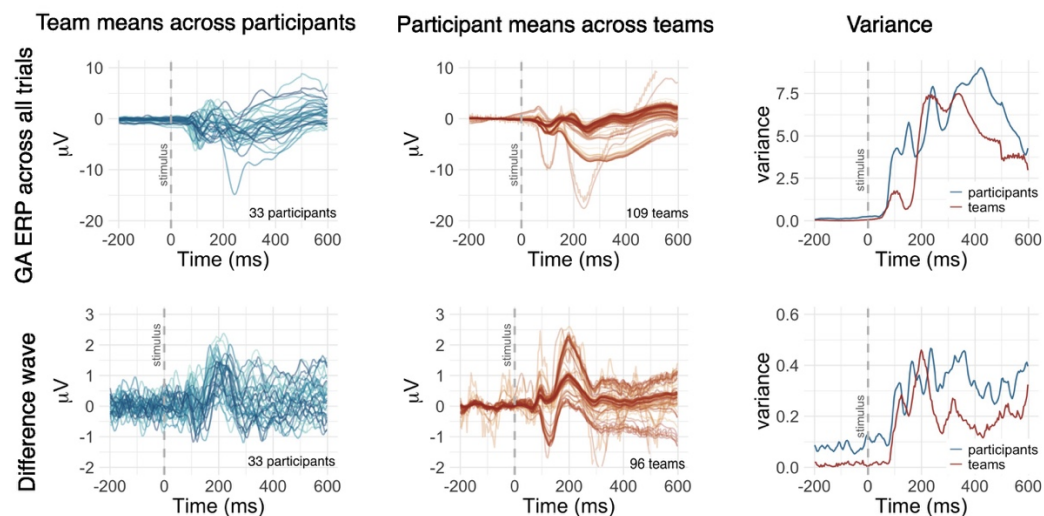 Team means across participants
Participant means across teams
Variance
GA ERP across all trials
μV
10
0
-10
-20
stimulus
33 participants
-200 0 200 400 600
Time (ms)
μV
10
0
-10
-20
stimulus
109 teams
-200 0 200 400 600
Time (ms)
variance
7.5
5.0
2.5
0.0
stimulus
participants
teams
-200 0 200 400 600
Time (ms)
Difference wave
μV
3
2
1
0
-1
-2
stimulus
33 participants
-200 0 200 400 600
Time (ms)
μV
3
2
1
0
-1
-2
stimulus
96 teams
-200 0 200 400 600
Time (ms)
variance
0.6
0.4
0.2
0.0
stimulus
participants
teams
-200 0 200 400 600
Time (ms)